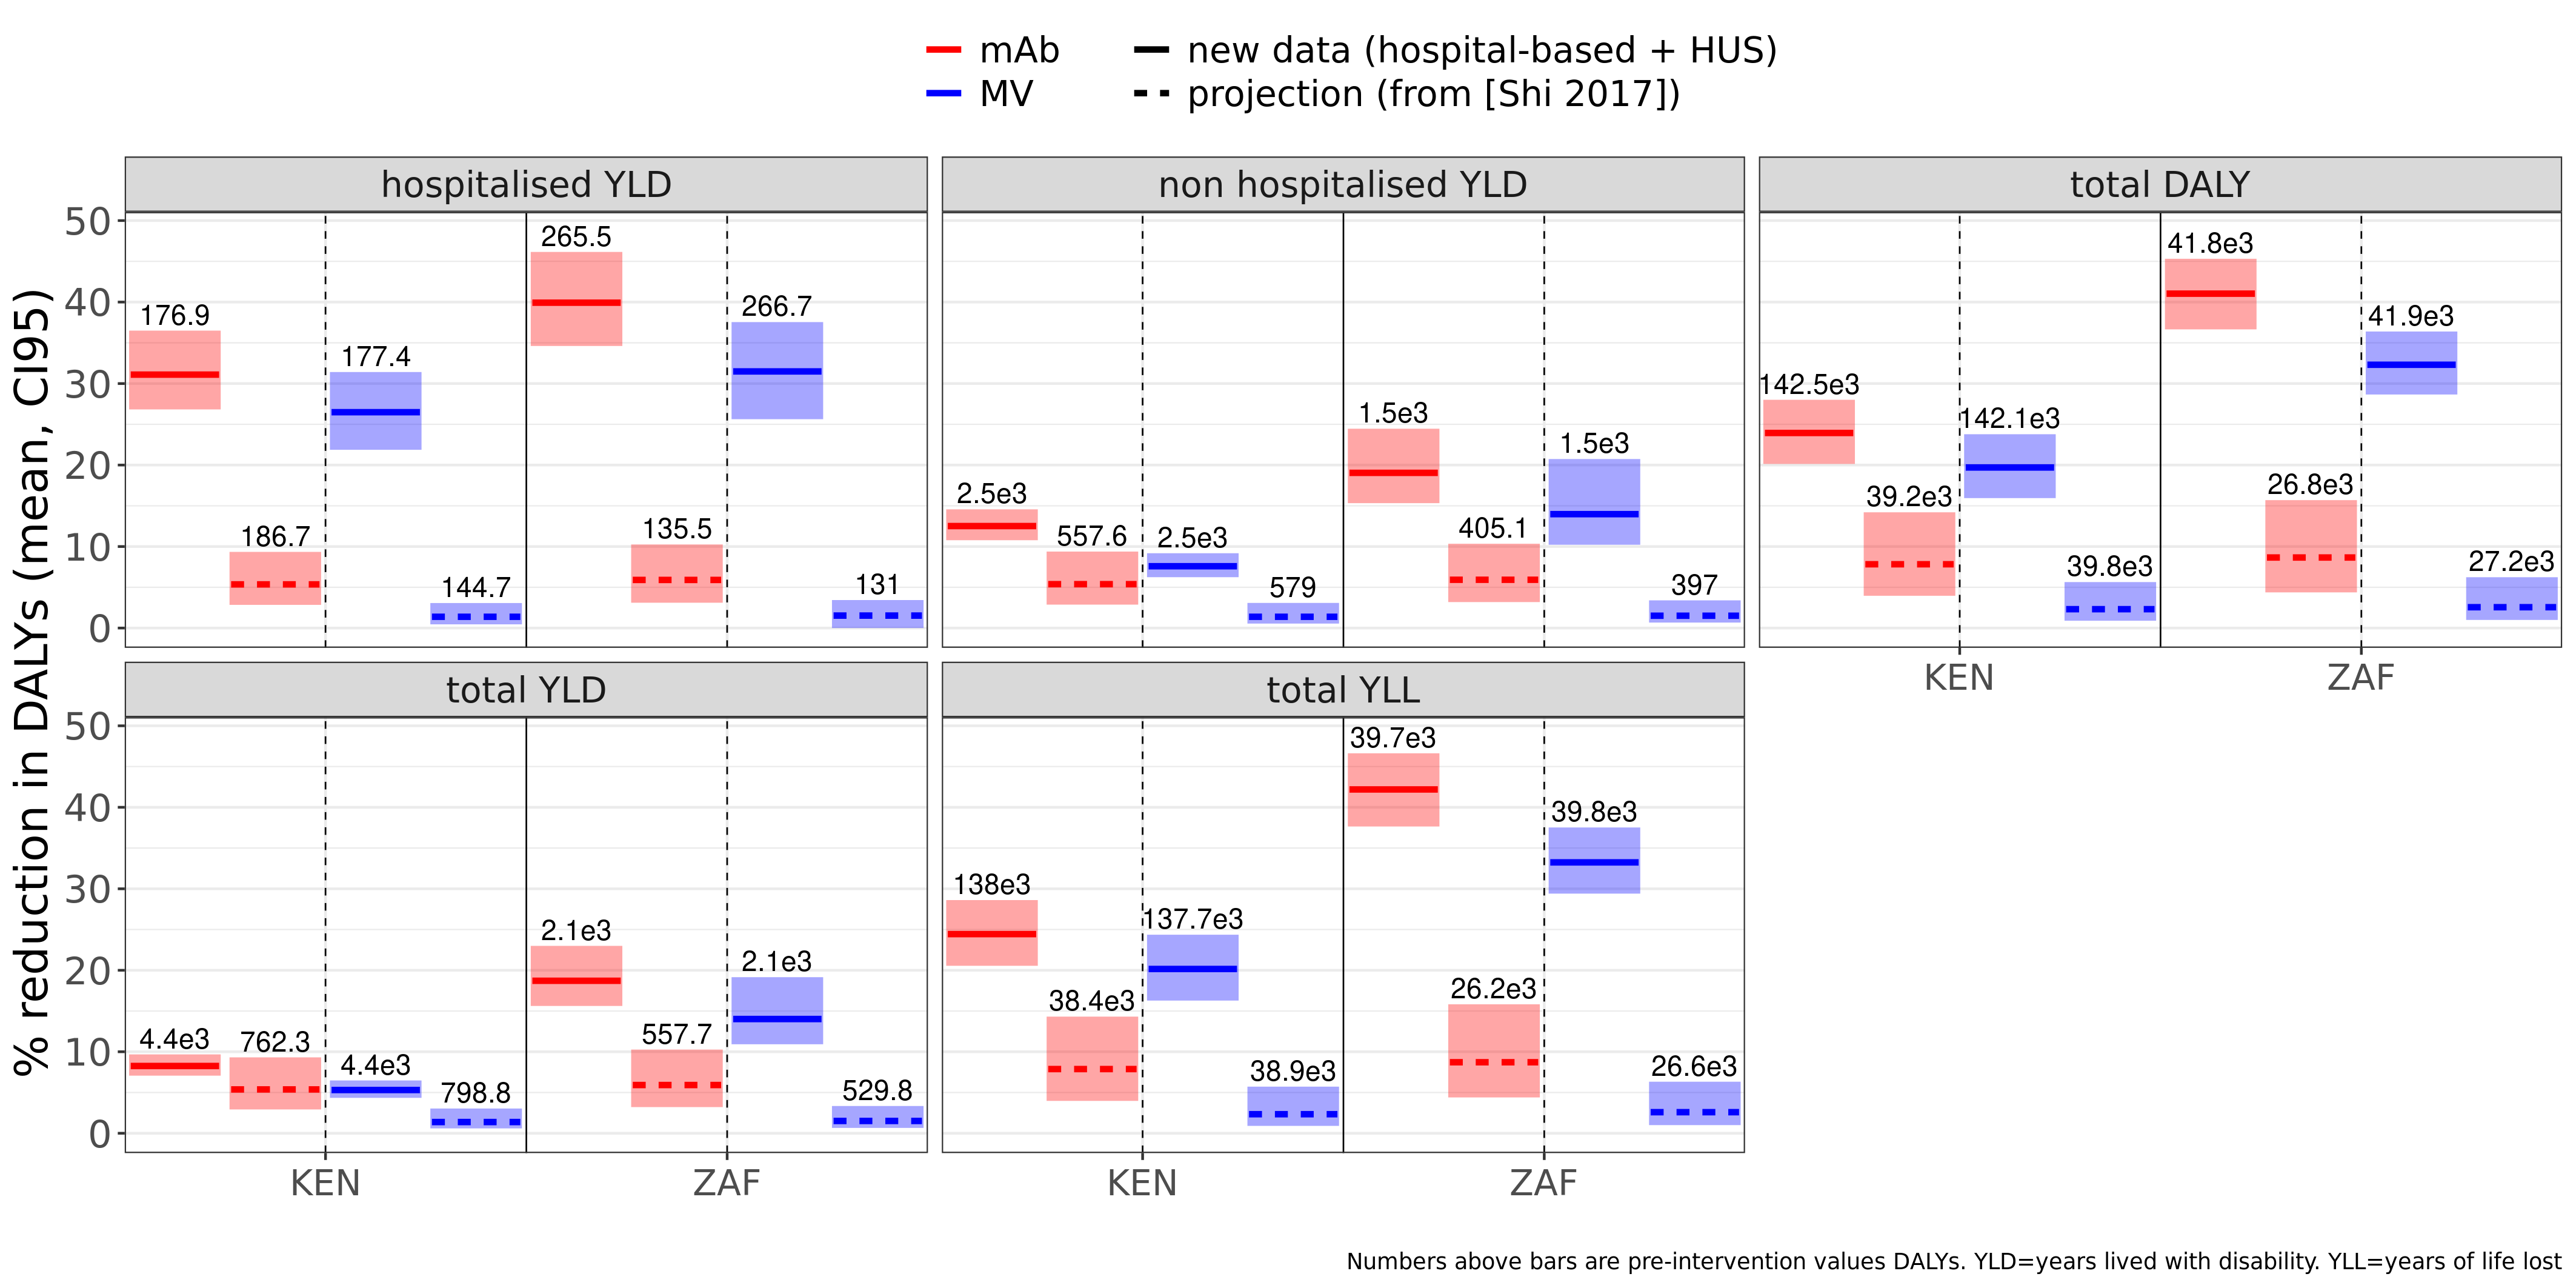 mAb
new data (hospital-based + HUS)
MV
projection (from [Shi 2017])
% reduction in DALYs (mean, CI95)
hospitalised YLD
non hospitalised YLD
total DALY
50
40
30
20
10
0
176.9
186.7
177.4
144.7
265.5
135.5
266.7
131
2.5e3
557.6
2.5e3
579
1.5e3
405.1
1.5e3
397
142.5e3
39.2e3
142.1e3
39.8e3
41.8e3
26.8e3
41.9e3
27.2e3
KEN
ZAF
total YLD
total YLL
50
40
30
20
10
0
4.4e3
762.3
4.4e3
798.8
2.1e3
557.7
2.1e3
529.8
138e3
38.4e3
137.7e3
38.9e3
39.7e3
26.2e3
39.8e3
26.6e3
KEN
ZAF
KEN
ZAF
Numbers above bars are pre-intervention values DALYs. YLD=years lived with disability. YLL=years of life lost